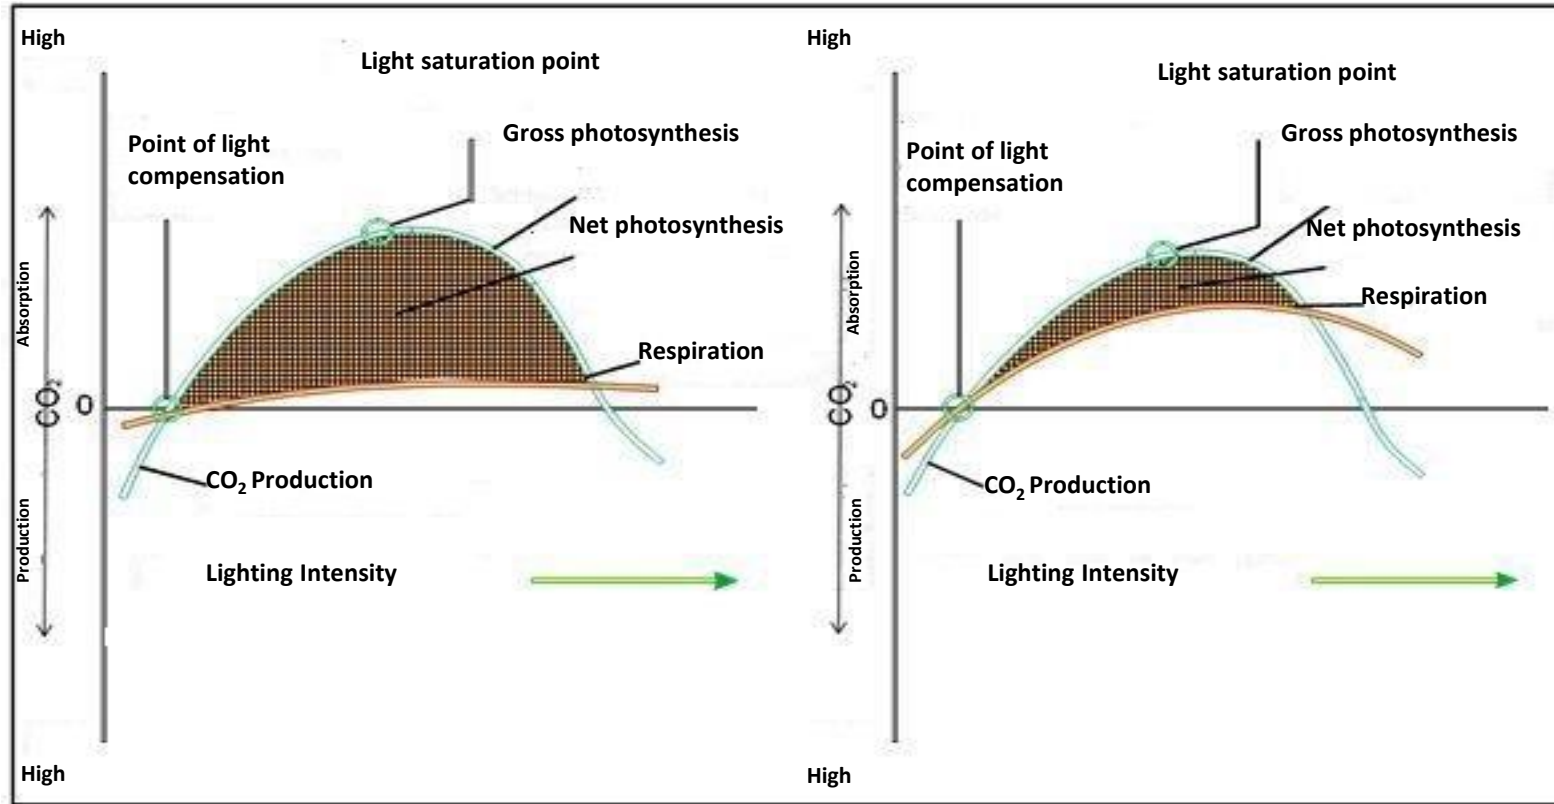 High
Light saturation point
Gross photosynthesis
Point of light
compensation
Net photosynthesis
Absorption
Respiration
CO₂
0
CO₂ Production
Production
Lighting Intensity
High
High
Light saturation point
Gross photosynthesis
Point of light
compensation
Net photosynthesis
Absorption
Respiration
CO₂
0
CO₂ Production
Production
Lighting Intensity
High